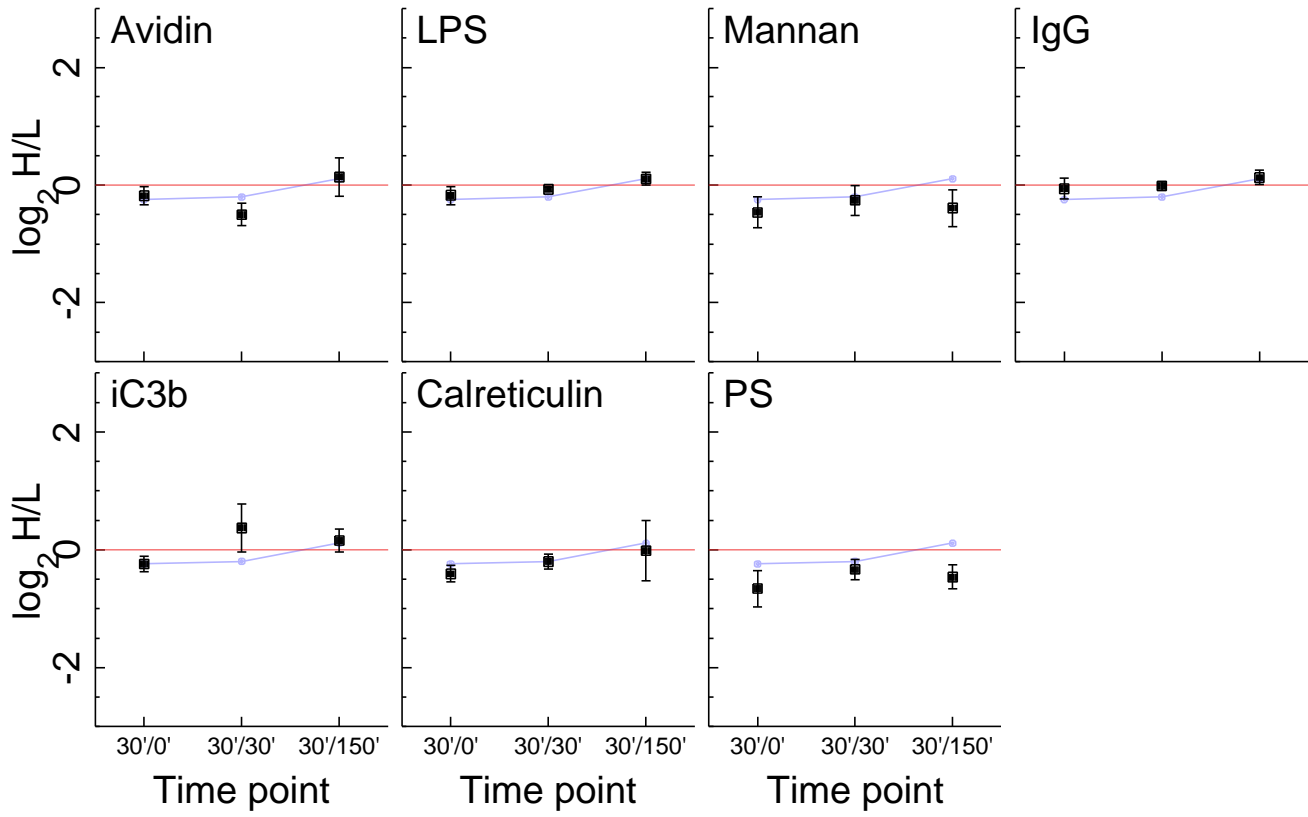 Avidin LPS Mannan IgG
log2 H/L
2
0
-2
iC3b Calreticulin PS
log2 H/L
2
0
-2
30'/0' 30'/30' 30'/150' 30'/0' 30'/30' 30'/150' 30'/0' 30'/30' 30'/150'
Time point Time point Time point